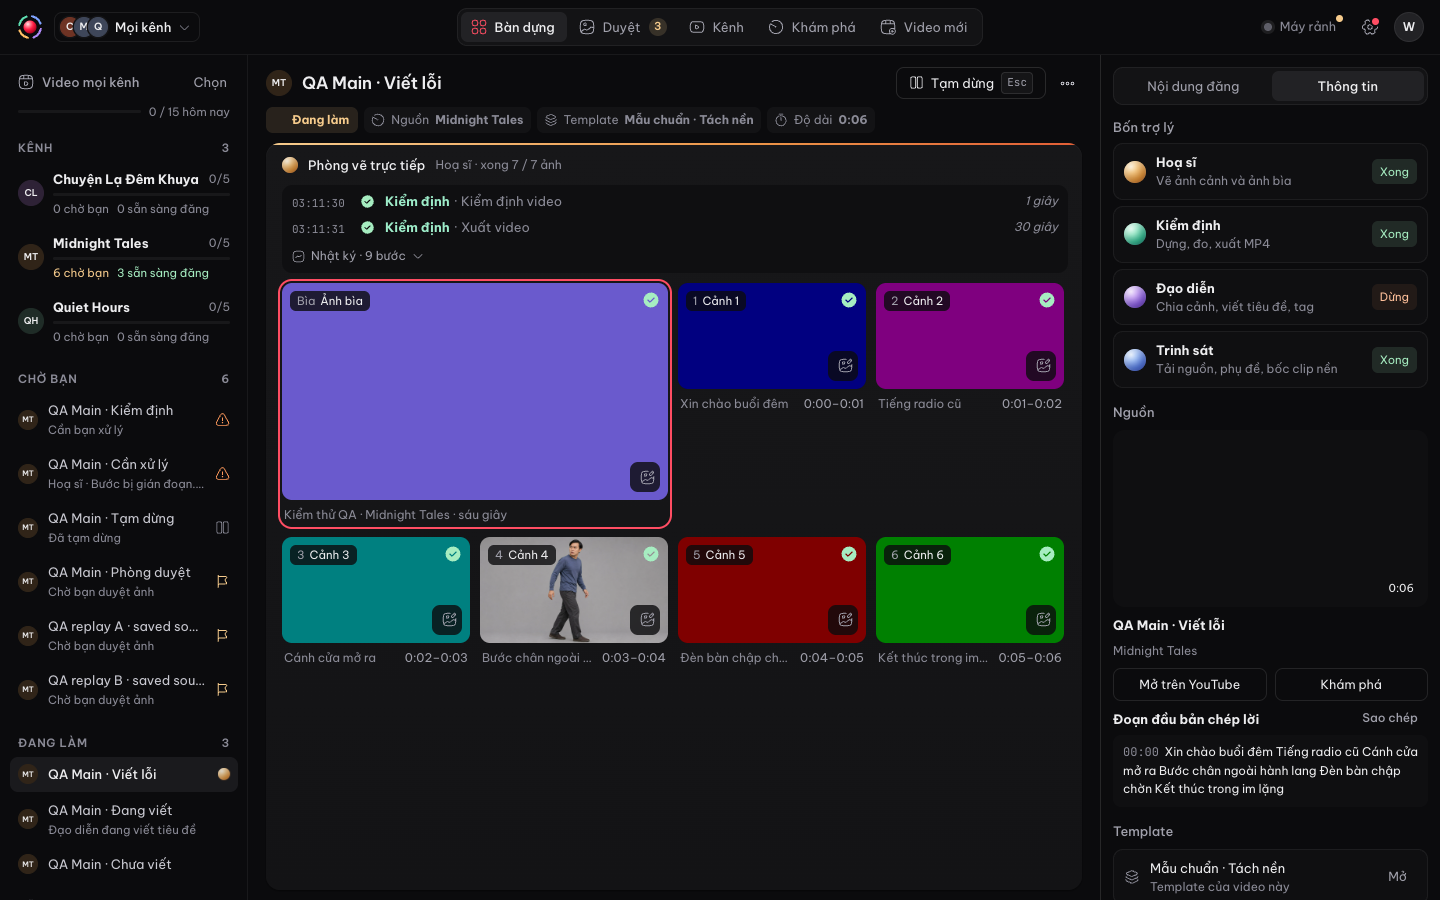 C M Q Mọi kênh
Bàn dựng
Duyệt 3
Kênh
Khám phá
Video mới
Máy rảnh
W
Video mọi kênh Chọn
0 / 15 hôm nay
KÊNH 3
CL Chuyện Lạ Đêm Khuya 0/5
0 chờ bạn 0 sẵn sàng đăng
MT Midnight Tales 0/5
6 chờ bạn 3 sẵn sàng đăng
QH Quiet Hours 0/5
0 chờ bạn 0 sẵn sàng đăng
CHỜ BẠN 6
MT QA Main · Kiểm định
Cần bạn xử lý
MT QA Main · Cần xử lý
Hoạ sĩ · Bước bị gián đoạn....
MT QA Main · Tạm dừng
Đã tạm dừng
MT QA Main · Phòng duyệt
Chờ bạn duyệt ảnh
MT QA replay A · saved so...
Chờ bạn duyệt ảnh
MT QA replay B · saved sou...
Chờ bạn duyệt ảnh
ĐANG LÀM 3
MT QA Main · Viết lỗi
MT QA Main · Đang viết
Đạo diễn đang viết tiêu đề
MT QA Main · Chưa viết
MT QA Main · Viết lỗi
Tạm dừng Esc
Đang làm
Nguồn Midnight Tales
Template Mẫu chuẩn · Tách nền
Độ dài 0:06
Phòng vẽ trực tiếp Hoạ sĩ · xong 7 / 7 ảnh
03:11:30 Kiểm định · Kiểm định video 1 giây
03:11:31 Kiểm định · Xuất video 30 giây
Nhật ký · 9 bước
Bìa Ảnh bìa
Kiểm thử QA · Midnight Tales · sáu giây
1 Cảnh 1
Xin chào buổi đêm 0:00–0:01
2 Cảnh 2
Tiếng radio cũ 0:01–0:02
3 Cảnh 3
Cánh cửa mở ra 0:02–0:03
4 Cảnh 4
Bước chân ngoài ... 0:03–0:04
5 Cảnh 5
Đèn bàn chập ch... 0:04–0:05
6 Cảnh 6
Kết thúc trong im... 0:05–0:06
Nội dung đăng
Thông tin
Bốn trợ lý
Hoạ sĩ
Vẽ ảnh cảnh và ảnh bìa
Xong
Kiểm định
Dựng, đo, xuất MP4
Xong
Đạo diễn
Chia cảnh, viết tiêu đề, tag
Dừng
Trinh sát
Tải nguồn, phụ đề, bốc clip nền
Xong
Nguồn
0:06
QA Main · Viết lỗi
Midnight Tales
Mở trên YouTube
Khám phá
Đoạn đầu bản chép lời Sao chép
00:00 Xin chào buổi đêm Tiếng radio cũ Cánh cửa
mở ra Bước chân ngoài hành lang Đèn bàn chập
chờn Kết thúc trong im lặng
Template
Mẫu chuẩn · Tách nền
Template của video này
Mở